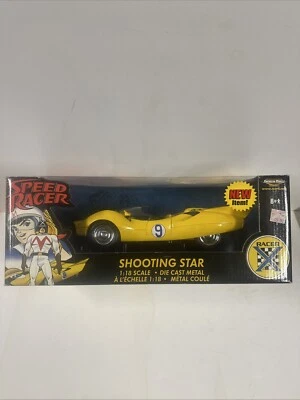 SPEED
RACER
NEW
Item!
8+
9
RACER
X
SHOOTING STAR
1:18 SCALE • DIE CAST METAL
À L'ÉCHELLE 1:18 • MÉTAL COULÉ